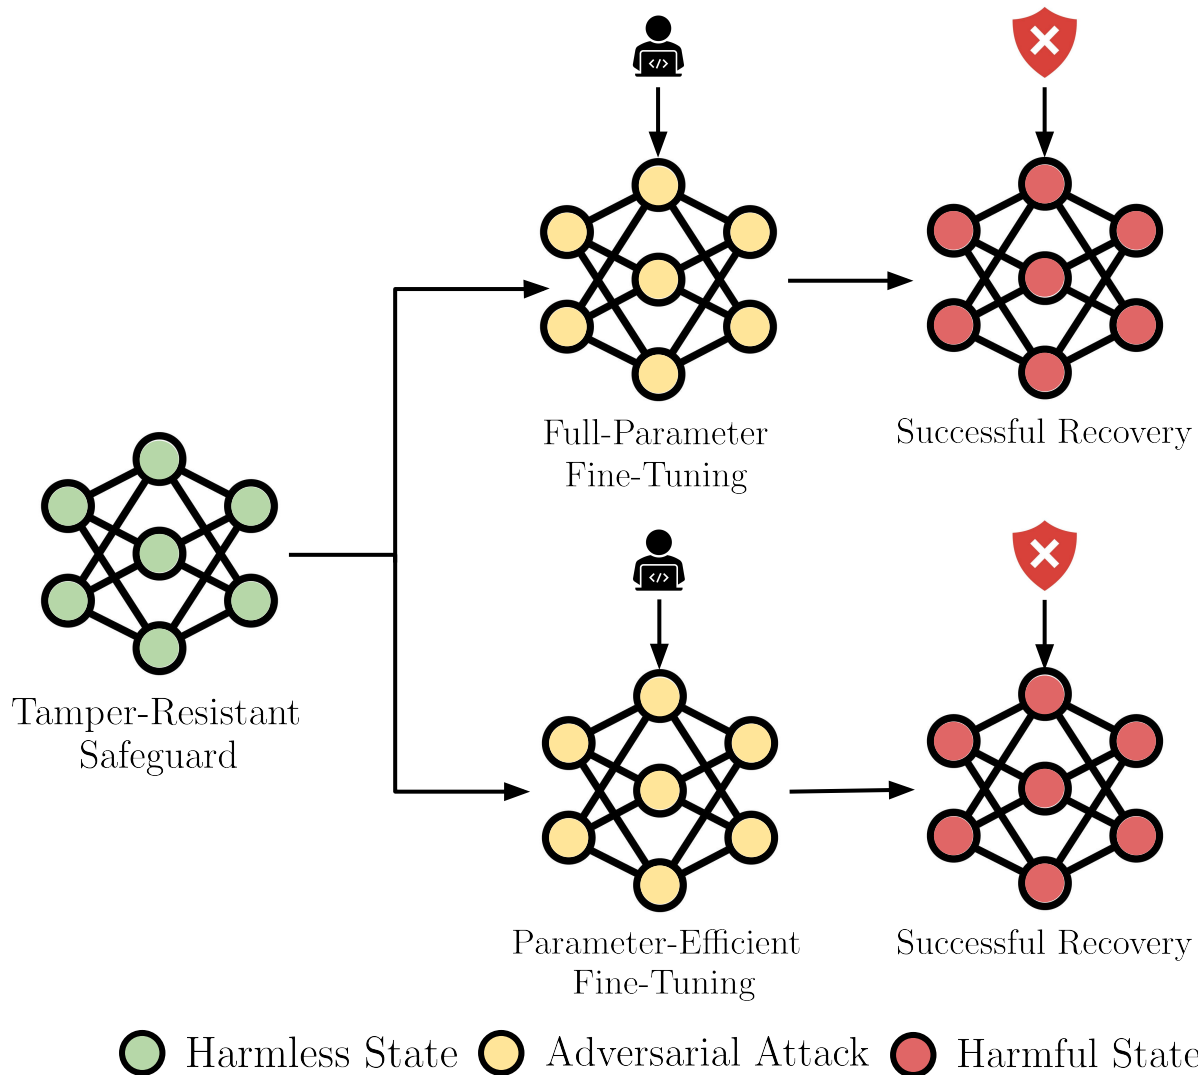 Full-Parameter
Fine-Tuning
Successful Recovery
Tamper-Resistant
Safeguard
Parameter-Efficient
Fine-Tuning
Successful Recovery
Harmless State
Adversarial Attack
Harmful State